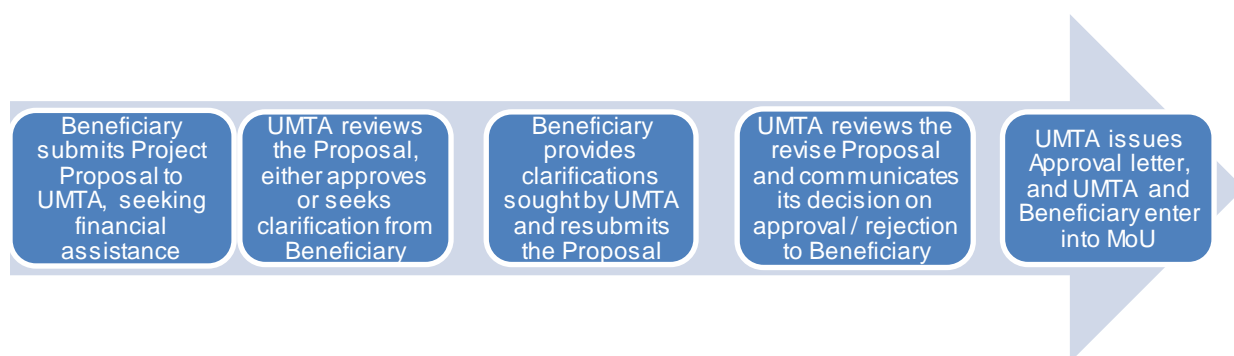 Beneficiary
submits Project
Proposal to
UMTA, seeking
financial
assistance
UMTA reviews
the Proposal,
either approves
or seeks
clarification from
Beneficiary
Beneficiary
provides
clarifications
sought by UMTA
and resubmits
the Proposal
UMTA reviews the
revise Proposal
and communicates
its decision on
approval / rejection
to Beneficiary
UMTA issues
Approval letter,
and UMTA and
Beneficiary enter
into MoU